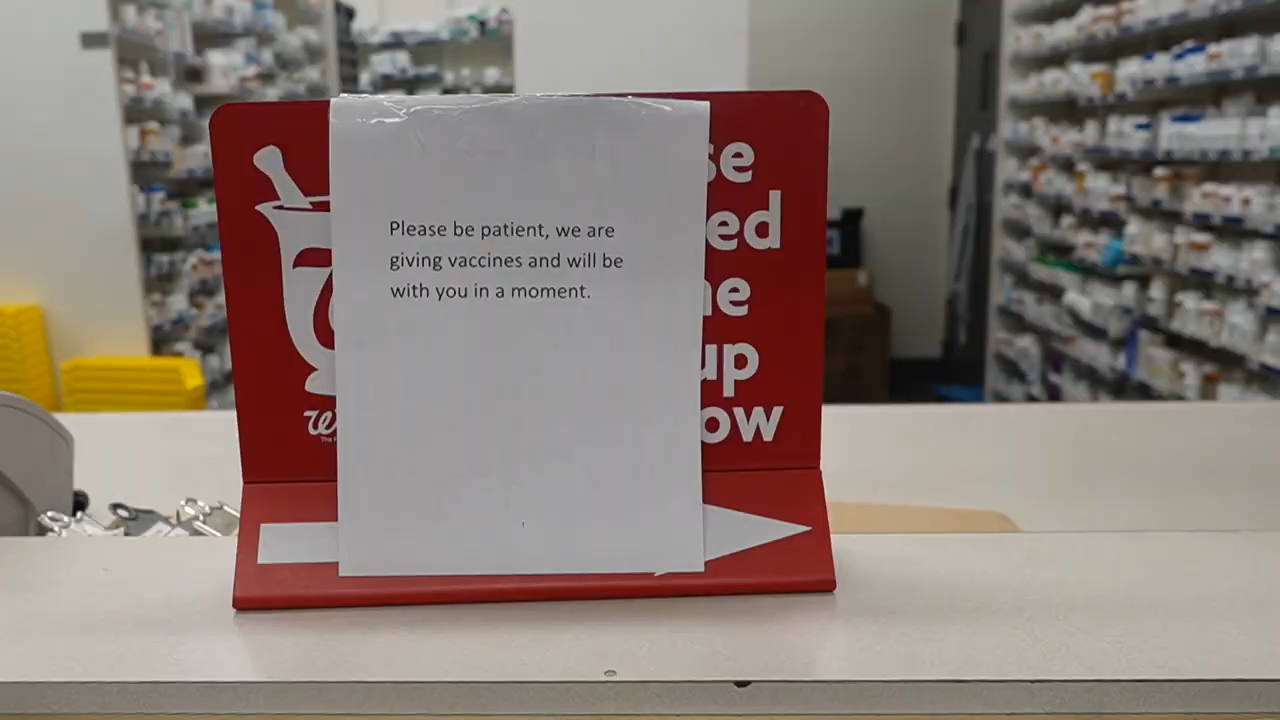 Please be patient, we are
giving vaccines and will be
with you in a moment.
se
ed
ne
up
ow